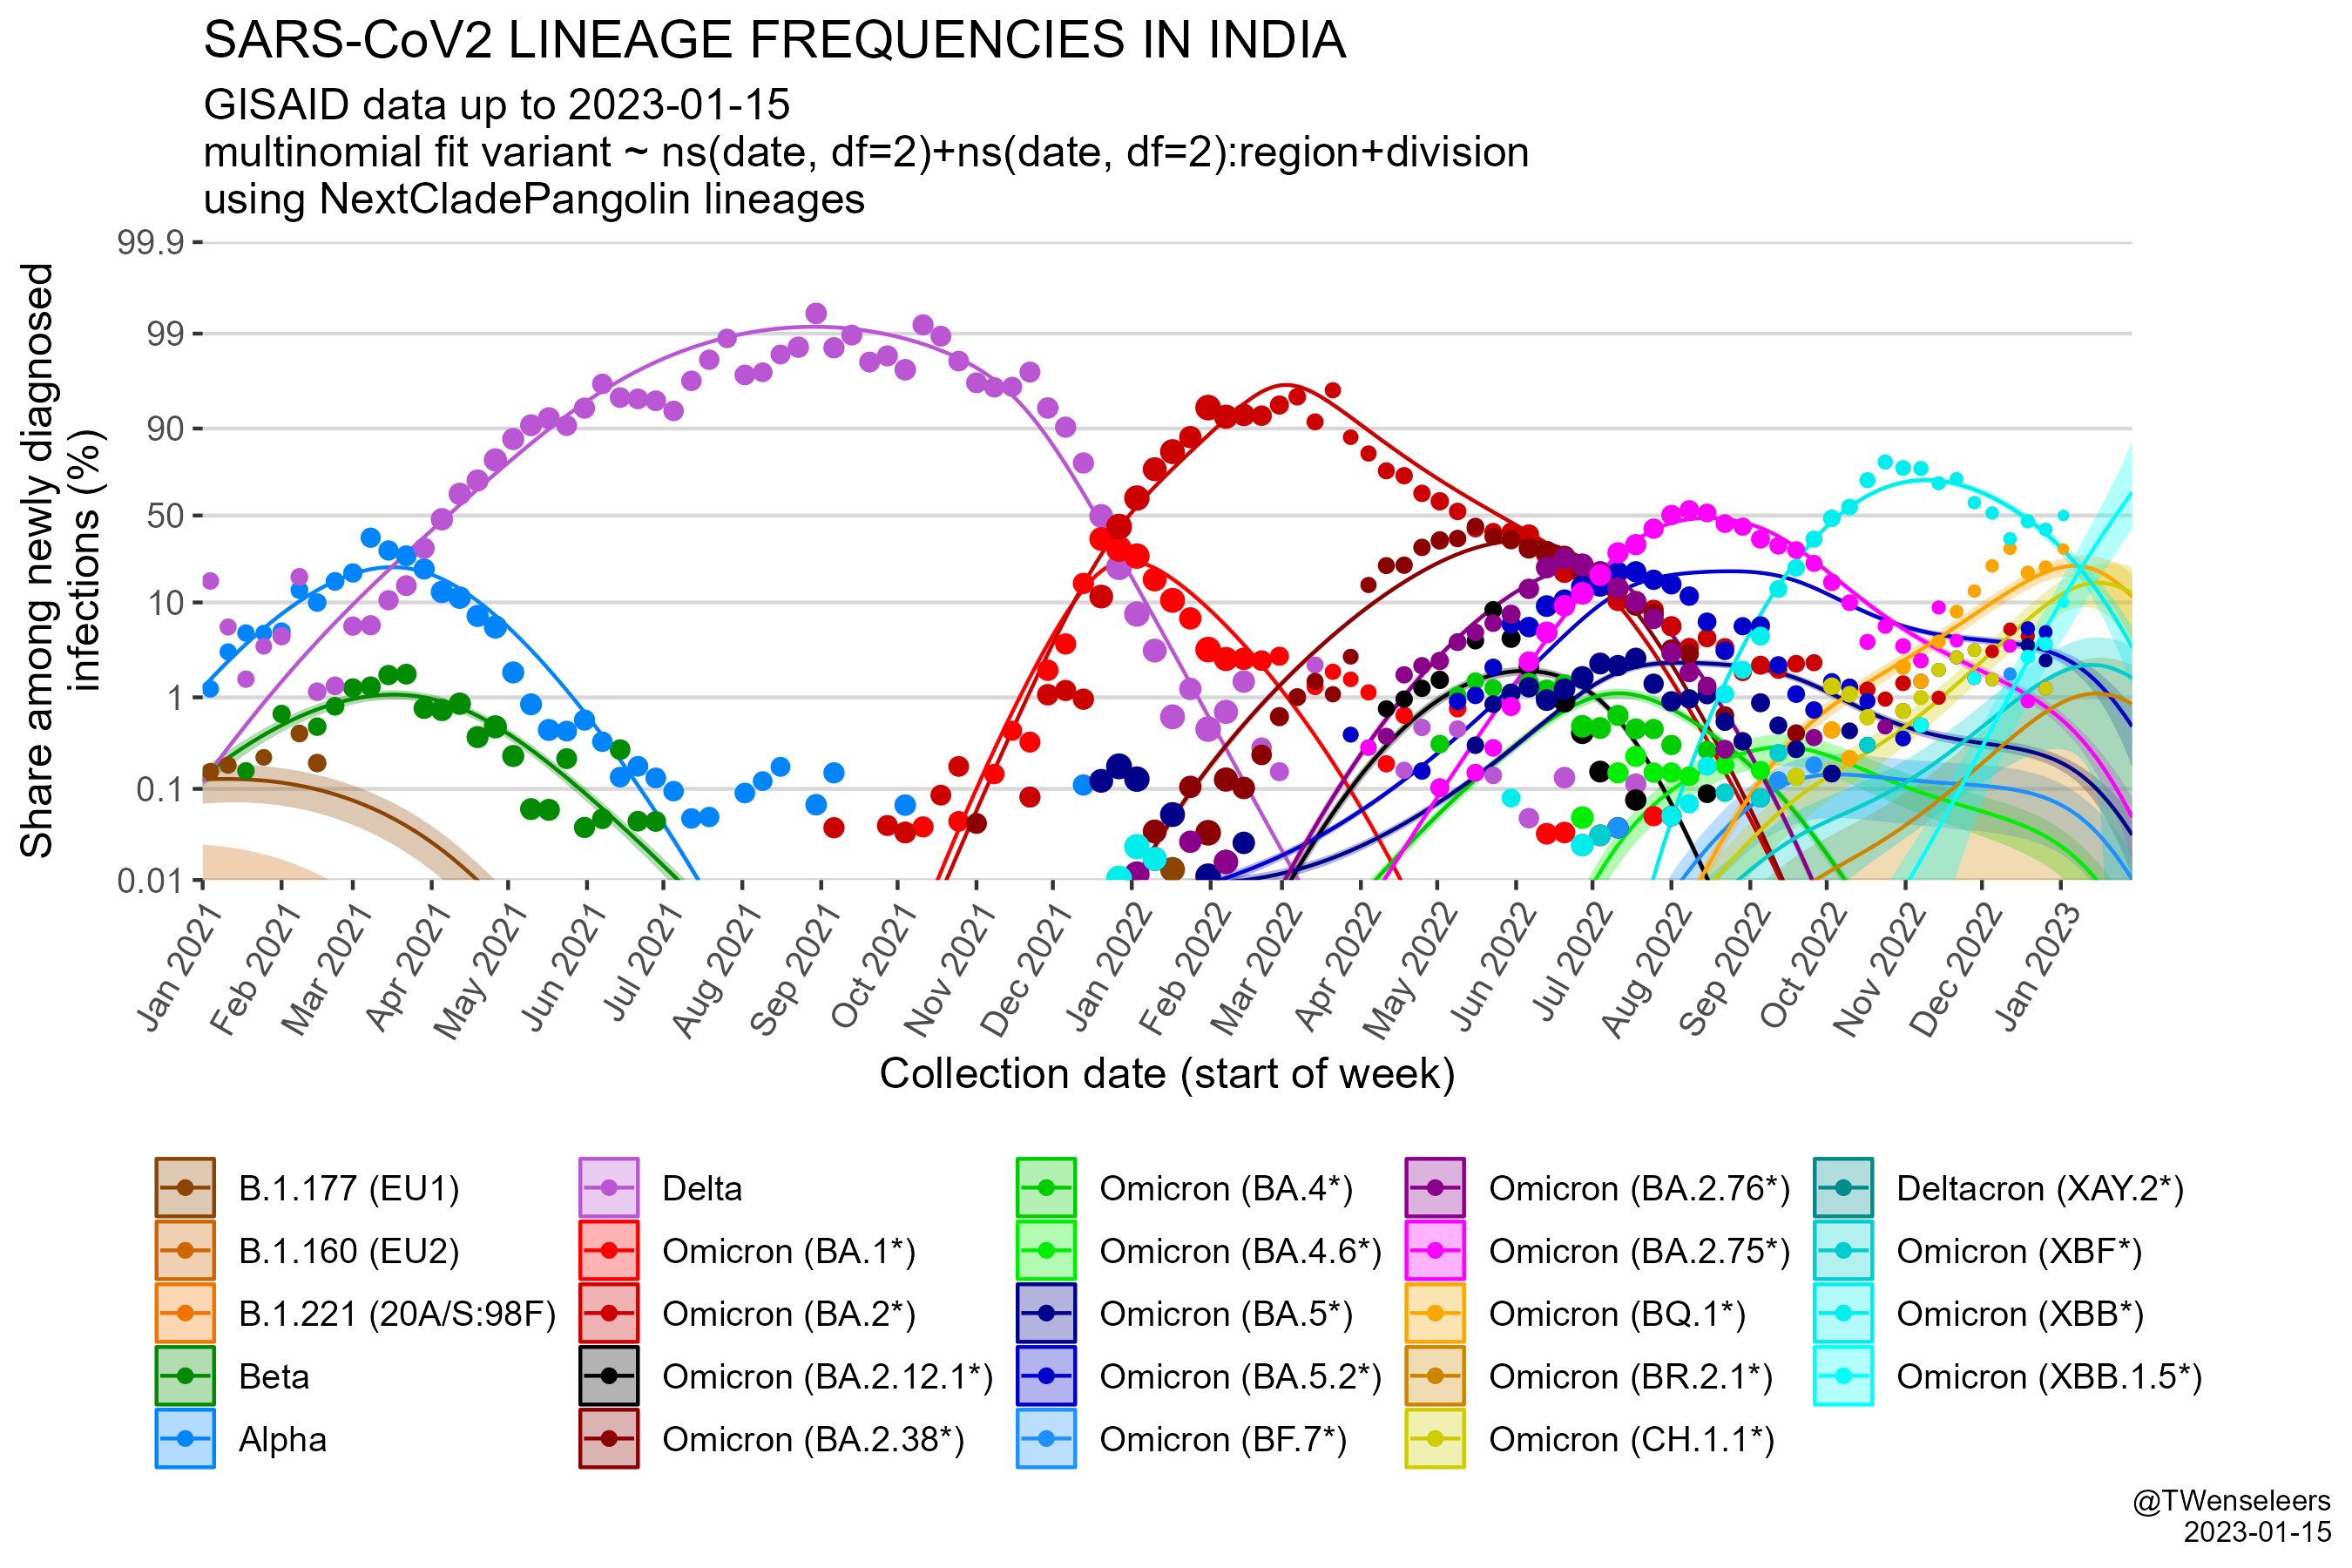 SARS-CoV2 LINEAGE FREQUENCIES IN INDIA
GISAID data up to 2023-01-15
multinomial fit variant ~ ns(date, df=2)+ns(date, df=2):region+division
using NextCladePangolin lineages
Share among newly diagnosed
infections (%)
99.9
99
90
50
10
1
0.1
0.01
Jan 2021
Feb 2021
Mar 2021
Apr 2021
May 2021
Jun 2021
Jul 2021
Aug 2021
Sep 2021
Oct 2021
Nov 2021
Dec 2021
Jan 2022
Feb 2022
Mar 2022
Apr 2022
May 2022
Jun 2022
Jul 2022
Aug 2022
Sep 2022
Oct 2022
Nov 2022
Dec 2022
Jan 2023
Collection date (start of week)
B.1.177 (EU1)
B.1.160 (EU2)
B.1.221 (20A/S:98F)
Beta
Alpha
Delta
Omicron (BA.1*)
Omicron (BA.2*)
Omicron (BA.2.12.1*)
Omicron (BA.2.38*)
Omicron (BA.4*)
Omicron (BA.4.6*)
Omicron (BA.5*)
Omicron (BA.5.2*)
Omicron (BF.7*)
Omicron (BA.2.76*)
Omicron (BA.2.75*)
Omicron (BQ.1*)
Omicron (BR.2.1*)
Omicron (CH.1.1*)
Deltacron (XAY.2*)
Omicron (XBF*)
Omicron (XBB*)
Omicron (XBB.1.5*)
@TWenseleers
2023-01-15